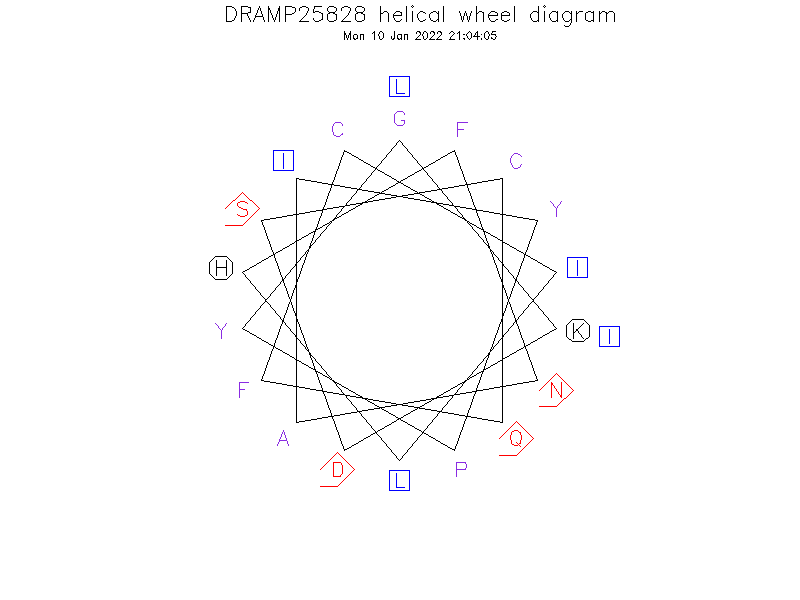 DRAMP25828 helical wheel diagram
Mon 10 Jan 2022 21:04:05
L
G
C
F
I
C
S
Y
H
I
Y
K
I
F
N
A
Q
D
P
L